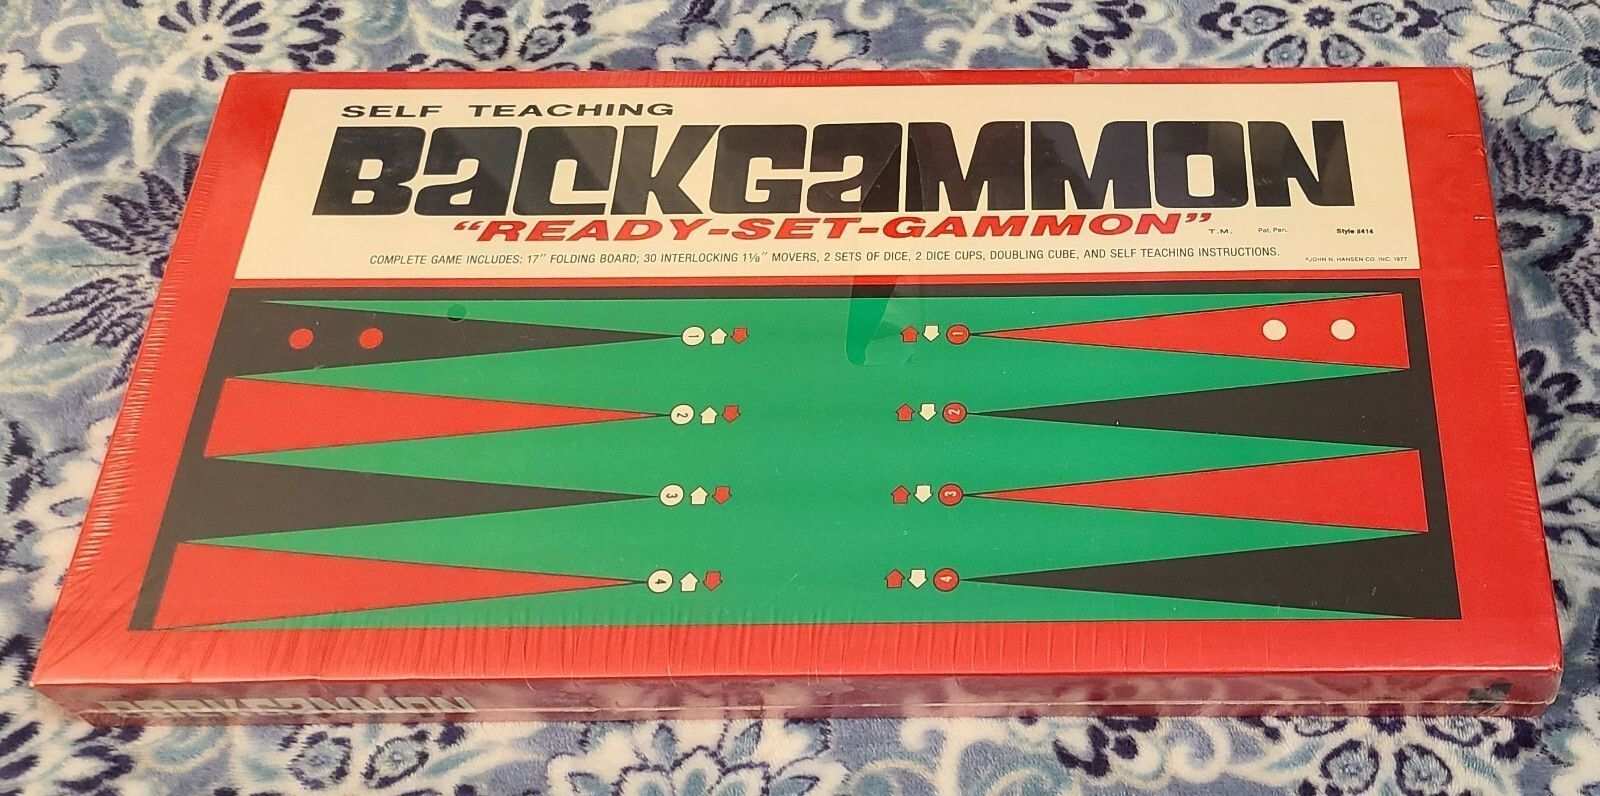 SELF TEACHING
BACKGAMMON
"READY-SET-GAMMON" T.M. Pat. Pen. Style #414
COMPLETE GAME INCLUDES: 17" FOLDING BOARD; 30 INTERLOCKING 1⅛" MOVERS, 2 SETS OF DICE, 2 DICE CUPS, DOUBLING CUBE, AND SELF TEACHING INSTRUCTIONS.
©JOHN N. HANSEN CO. INC. 1977
1 1
2 2
3 3
4 4
BACKGAMMON